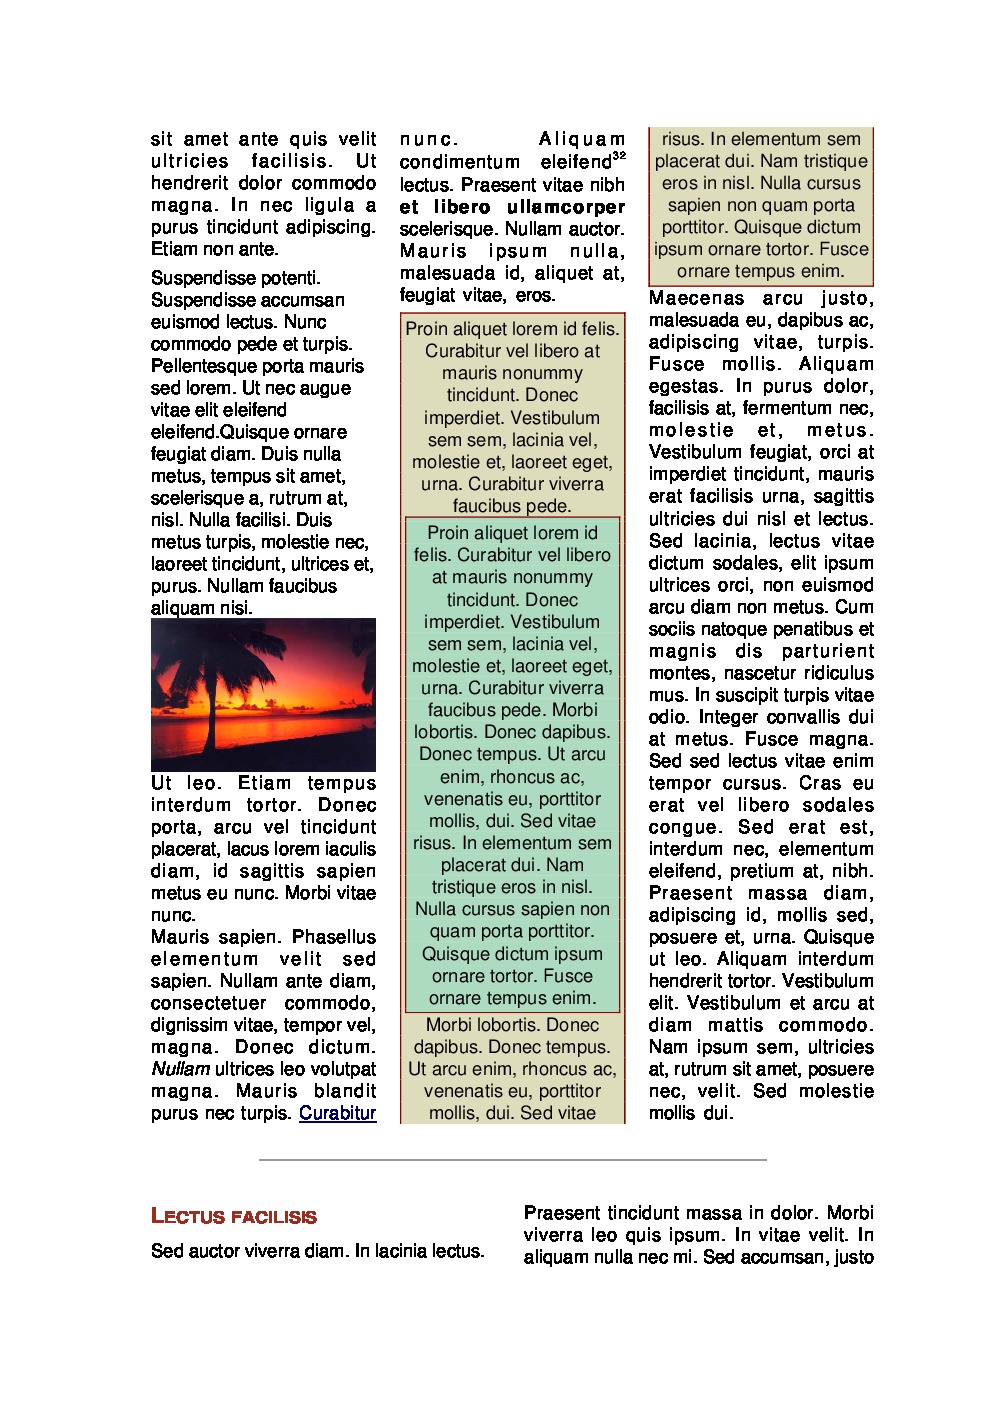 sit amet ante quis velit
ultricies facilisis. Ut
hendrerit dolor commodo
magna. In nec ligula a
purus tincidunt adipiscing.
Etiam non ante.
Suspendisse potenti.
Suspendisse accumsan
euismod lectus. Nunc
commodo pede et turpis.
Pellentesque porta mauris
sed lorem. Ut nec augue
vitae elit eleifend
eleifend.Quisque ornare
feugiat diam. Duis nulla
metus, tempus sit amet,
scelerisque a, rutrum at,
nisl. Nulla facilisi. Duis
metus turpis, molestie nec,
laoreet tincidunt, ultrices et,
purus. Nullam faucibus
aliquam nisi.
Ut leo. Etiam tempus
interdum tortor. Donec
porta, arcu vel tincidunt
placerat, lacus lorem iaculis
diam, id sagittis sapien
metus eu nunc. Morbi vitae
nunc.
Mauris sapien. Phasellus
elementum velit sed
sapien. Nullam ante diam,
consectetuer commodo,
dignissim vitae, tempor vel,
magna. Donec dictum.
Nullam ultrices leo volutpat
magna. Mauris blandit
purus nec turpis. Curabitur
nunc. Aliquam
condimentum eleifend³²
lectus. Praesent vitae nibh
et libero ullamcorper
scelerisque. Nullam auctor.
Mauris ipsum nulla,
malesuada id, aliquet at,
feugiat vitae, eros.
Proin aliquet lorem id felis.
Curabitur vel libero at
mauris nonummy
tincidunt. Donec
imperdiet. Vestibulum
sem sem, lacinia vel,
molestie et, laoreet eget,
urna. Curabitur viverra
faucibus pede.
Proin aliquet lorem id
felis. Curabitur vel libero
at mauris nonummy
tincidunt. Donec
imperdiet. Vestibulum
sem sem, lacinia vel,
molestie et, laoreet eget,
urna. Curabitur viverra
faucibus pede. Morbi
lobortis. Donec dapibus.
Donec tempus. Ut arcu
enim, rhoncus ac,
venenatis eu, porttitor
mollis, dui. Sed vitae
risus. In elementum sem
placerat dui. Nam
tristique eros in nisl.
Nulla cursus sapien non
quam porta porttitor.
Quisque dictum ipsum
ornare tortor. Fusce
ornare tempus enim.
Morbi lobortis. Donec
dapibus. Donec tempus.
Ut arcu enim, rhoncus ac,
venenatis eu, porttitor
mollis, dui. Sed vitae
risus. In elementum sem
placerat dui. Nam tristique
eros in nisl. Nulla cursus
sapien non quam porta
porttitor. Quisque dictum
ipsum ornare tortor. Fusce
ornare tempus enim.
Maecenas arcu justo,
malesuada eu, dapibus ac,
adipiscing vitae, turpis.
Fusce mollis. Aliquam
egestas. In purus dolor,
facilisis at, fermentum nec,
molestie et, metus.
Vestibulum feugiat, orci at
imperdiet tincidunt, mauris
erat facilisis urna, sagittis
ultricies dui nisl et lectus.
Sed lacinia, lectus vitae
dictum sodales, elit ipsum
ultrices orci, non euismod
arcu diam non metus. Cum
sociis natoque penatibus et
magnis dis parturient
montes, nascetur ridiculus
mus. In suscipit turpis vitae
odio. Integer convallis dui
at metus. Fusce magna.
Sed sed lectus vitae enim
tempor cursus. Cras eu
erat vel libero sodales
congue. Sed erat est,
interdum nec, elementum
eleifend, pretium at, nibh.
Praesent massa diam,
adipiscing id, mollis sed,
posuere et, urna. Quisque
ut leo. Aliquam interdum
hendrerit tortor. Vestibulum
elit. Vestibulum et arcu at
diam mattis commodo.
Nam ipsum sem, ultricies
at, rutrum sit amet, posuere
nec, velit. Sed molestie
mollis dui.
LECTUS FACILISIS
Sed auctor viverra diam. In lacinia lectus.
Praesent tincidunt massa in dolor. Morbi
viverra leo quis ipsum. In vitae velit. In
aliquam nulla nec mi. Sed accumsan, justo